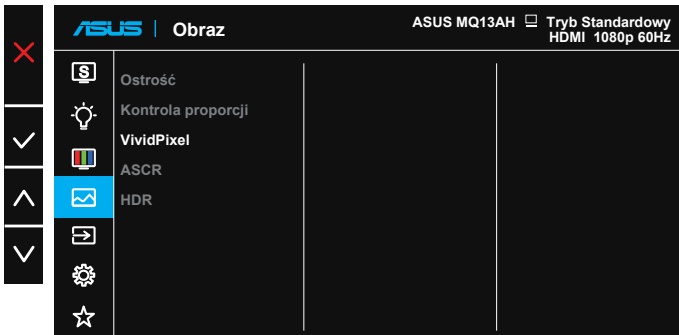 ASUS | Obraz
ASUS MQ13AH Tryb Standardowy
HDMI 1080p 60Hz
S
Ostrość
Kontrola proporcji
VividPixel
ASCR
HDR